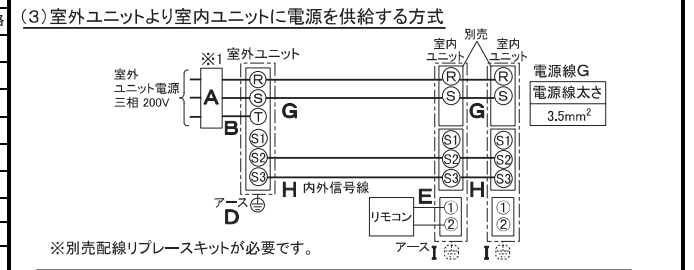 (3)室外ユニットより室内ユニットに電源を供給する方式
別売
※1 室外ユニット
室内
ユニット
室内
ユニット
室外
ユニット電源
三相 200V
A
B
R
S
T
S1
S2
S3
G
R
S
S1
S2
S3
G
R
S
S1
S2
S3
電源線G
電源線太さ
3.5mm²
H 内外信号線
H
アース
D
E
リモコン
①
②
①
②
アース I
I
※別売配線リプレースキットが必要です。